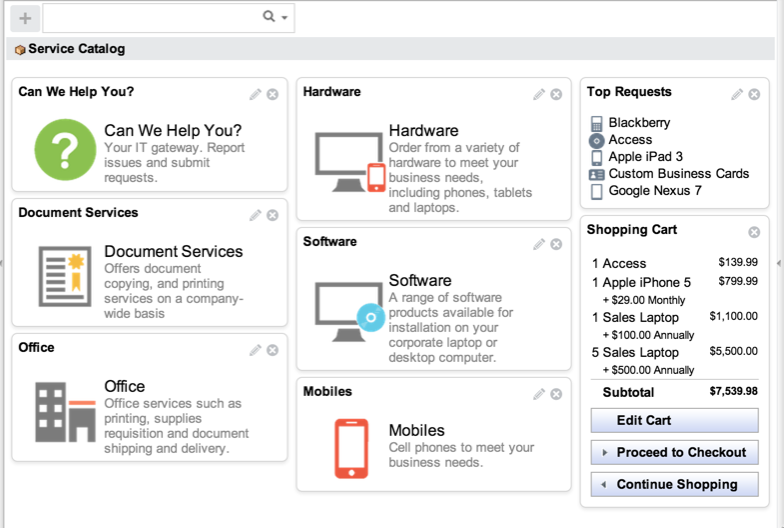 Service Catalog
Can We Help You?
Can We Help You?
Your IT gateway. Report
issues and submit
requests.
Document Services
Document Services
Offers document
copying, and printing
services on a company-
wide basis
Office
Office
Office services such as
printing, supplies
requisition and document
shipping and delivery.
Hardware
Hardware
Order from a variety of
hardware to meet your
business needs,
including phones, tablets
and laptops.
Software
Software
A range of software
products available for
installation on your
corporate laptop or
desktop computer.
Mobiles
Mobiles
Cell phones to meet your
business needs.
Top Requests
Blackberry
Access
Apple iPad 3
Custom Business Cards
Google Nexus 7
Shopping Cart
1 Access $139.99
1 Apple iPhone 5 $799.99
+ $29.00 Monthly
1 Sales Laptop $1,100.00
+ $100.00 Annually
5 Sales Laptop $5,500.00
+ $500.00 Annually
Subtotal $7,539.98
Edit Cart
Proceed to Checkout
Continue Shopping